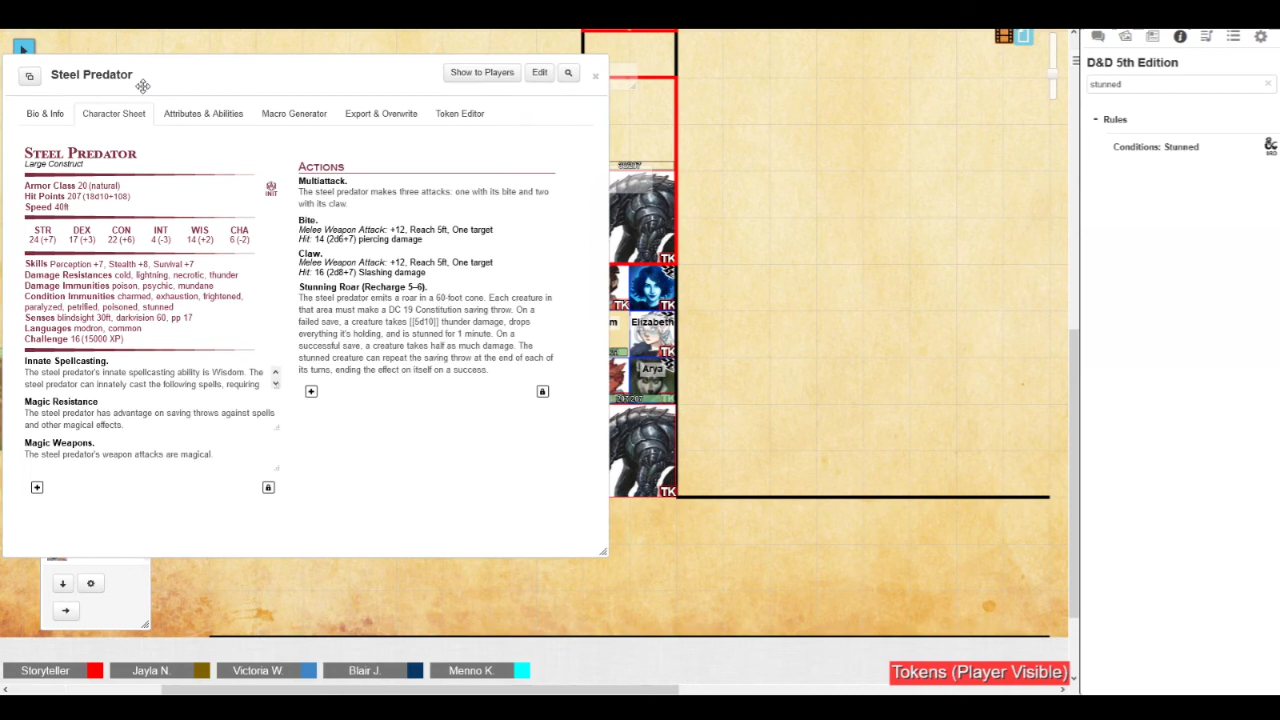 Steel Predator
Show to Players
Edit
Bio & Info
Character Sheet
Attributes & Abilities
Macro Generator
Export & Overwrite
Token Editor
STEEL PREDATOR
Large Construct
Armor Class 20 (natural)
Hit Points 207 (18d10+108)
Speed 40ft
INIT
STR DEX CON INT WIS CHA
24 (+7) 17 (+3) 22 (+6) 4 (-3) 14 (+2) 6 (-2)
Skills Perception +7, Stealth +8, Survival +7
Damage Resistances cold, lightning, necrotic, thunder
Damage Immunities poison, psychic, mundane
Condition Immunities charmed, exhaustion, frightened,
paralyzed, petrified, poisoned, stunned
Senses blindsight 30ft, darkvision 60, pp 17
Languages modron, common
Challenge 16 (15000 XP)
Innate Spellcasting.
The steel predator's innate spellcasting ability is Wisdom. The
steel predator can innately cast the following spells, requiring
Magic Resistance
The steel predator has advantage on saving throws against spells
and other magical effects.
Magic Weapons.
The steel predator's weapon attacks are magical.
ACTIONS
Multiattack.
The steel predator makes three attacks: one with its bite and two
with its claw.
Bite.
Melee Weapon Attack: +12, Reach 5ft, One target
Hit: 14 (2d6+7) piercing damage
Claw.
Melee Weapon Attack: +12, Reach 5ft, One target
Hit: 16 (2d8+7) Slashing damage
Stunning Roar (Recharge 5–6).
The steel predator emits a roar in a 60-foot cone. Each creature in
that area must make a DC 19 Constitution saving throw. On a
failed save, a creature takes [[5d10]] thunder damage, drops
everything it's holding, and is stunned for 1 minute. On a
successful save, a creature takes half as much damage. The
stunned creature can repeat the saving throw at the end of each of
its turns, ending the effect on itself on a success.
TK
TK
TK
m
Elizabeth
TK
Arya
TK
TK
D&D 5th Edition
stunned
Rules
Conditions: Stunned
&
SRD
Storyteller
Jayla N.
Victoria W.
Blair J.
Menno K.
Tokens (Player Visible)